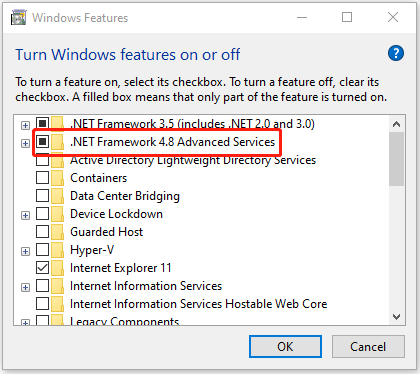 Windows Features
Turn Windows features on or off
To turn a feature on, select its checkbox. To turn a feature off, clear its
checkbox. A filled box means that only part of the feature is turned on.
.NET Framework 3.5 (includes .NET 2.0 and 3.0)
.NET Framework 4.8 Advanced Services
Active Directory Lightweight Directory Services
Containers
Data Center Bridging
Device Lockdown
Guarded Host
Hyper-V
Internet Explorer 11
Internet Information Services
Internet Information Services Hostable Web Core
Legacy Components
OK
Cancel